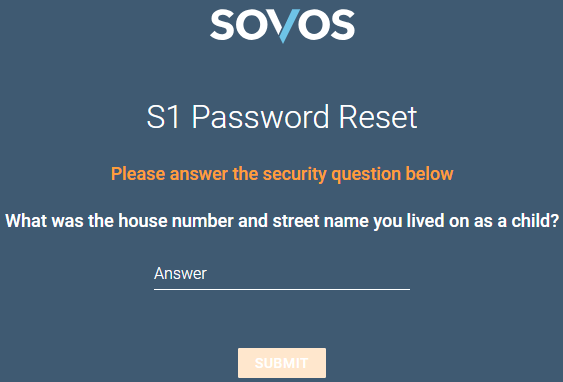 SOVOS
S1 Password Reset
Please answer the security question below
What was the house number and street name you lived on as a child?
Answer
SUBMIT